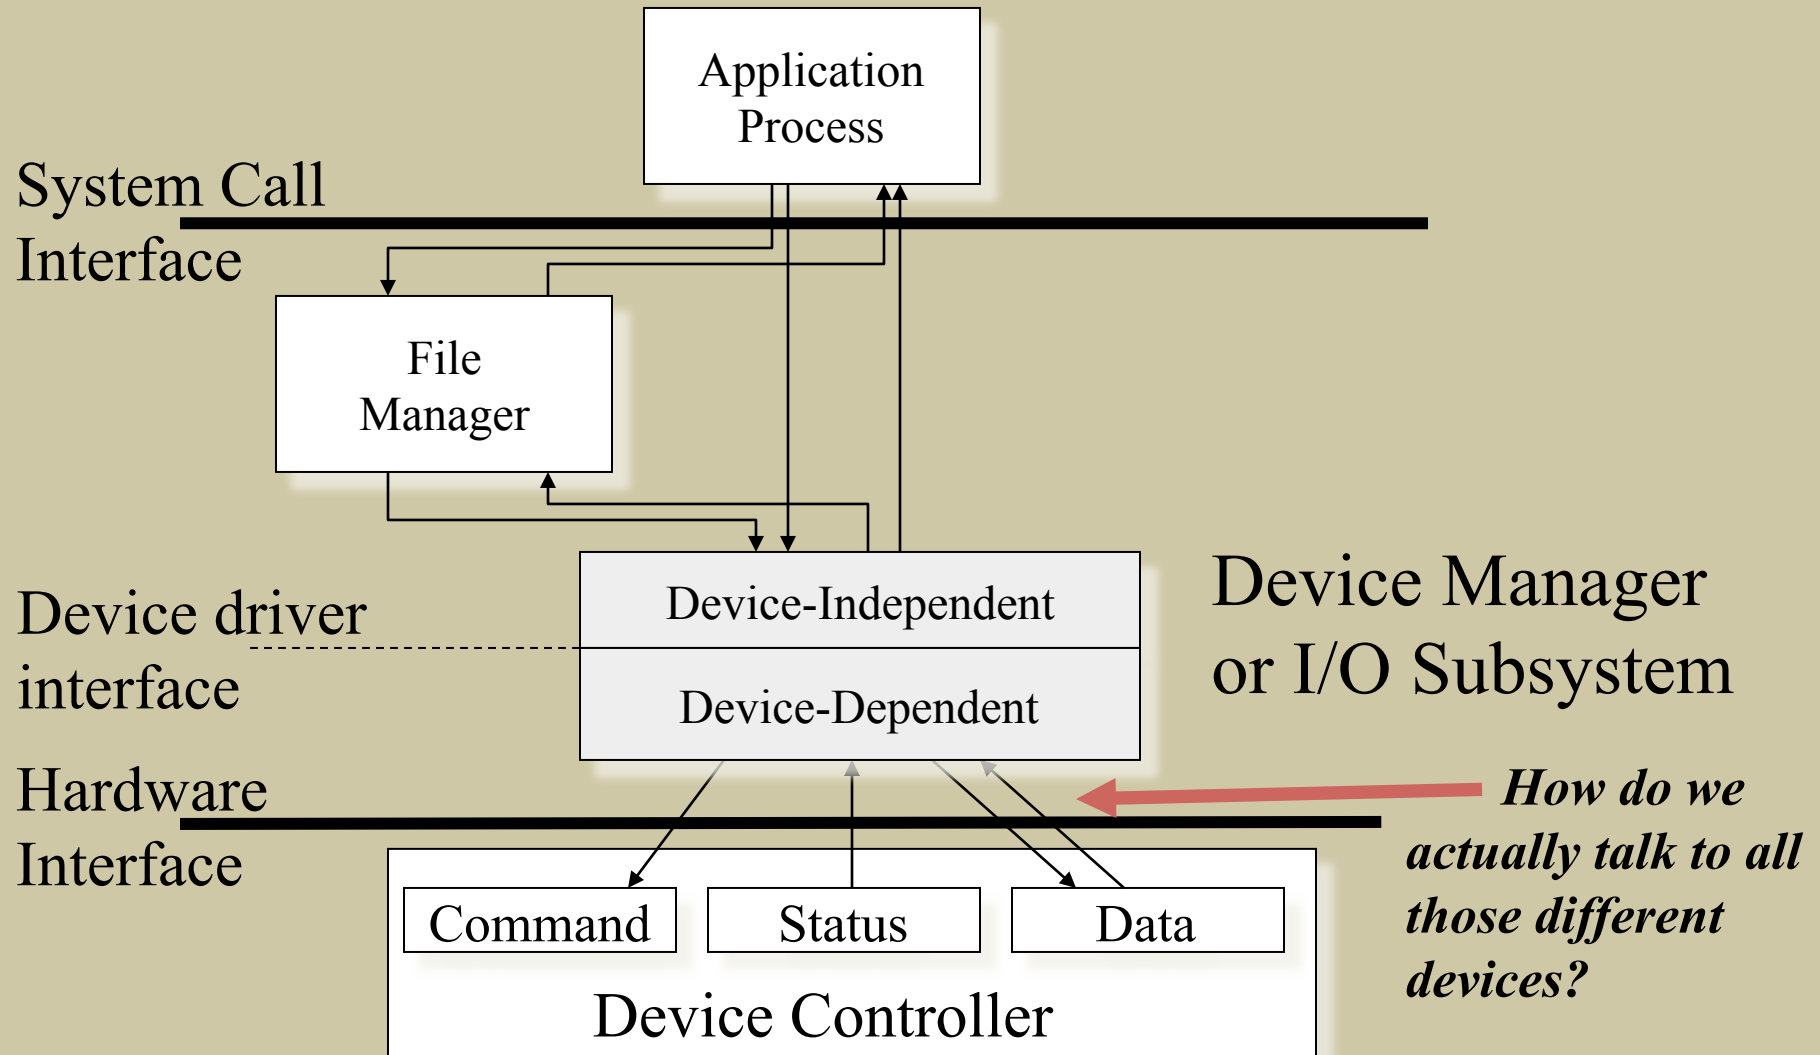 Application
Process
System Call
Interface
File
Manager
Device-Independent
Device driver
interface
Device-Dependent
Device Manager
or I/O Subsystem
Hardware
Interface
How do we
actually talk to all
those different
devices?
Command
Status
Data
Device Controller